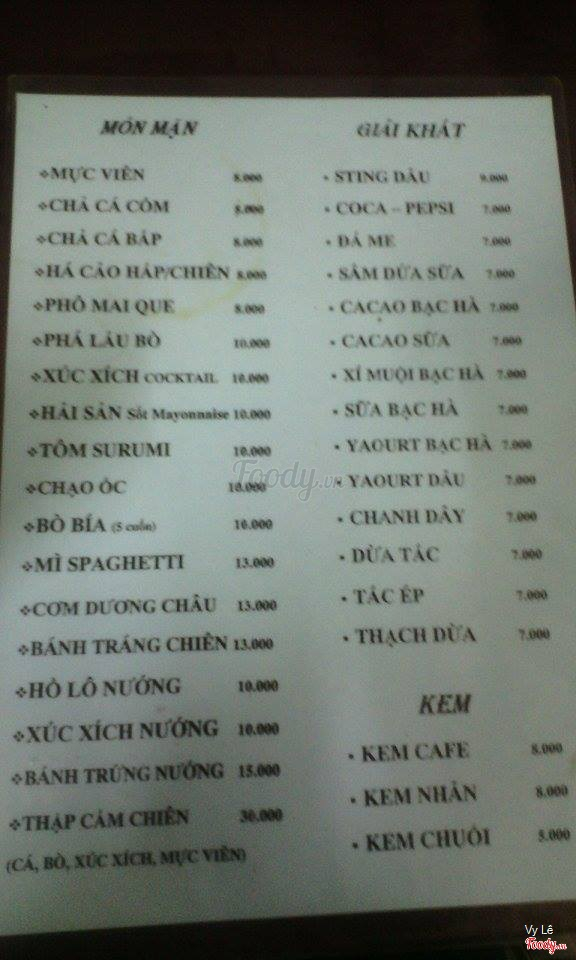 MÓN MẶN
❖MỰC VIÊN 8.000
❖CHẢ CÁ CỐM 8.000
❖CHẢ CÁ BẮP 8.000
❖HÁ CẢO HẤP/CHIÊN 8.000
❖PHÔ MAI QUE 8.000
❖PHÁ LẤU BÒ 10.000
❖XÚC XÍCH COCKTAIL 10.000
❖HẢI SẢN Sốt Mayonnaise 10.000
❖TÔM SURUMI 10.000
❖CHẠO ỐC 10.000
❖BÒ BÍA (5 cuốn) 10.000
❖MÌ SPAGHETTI 13.000
❖CƠM DƯƠNG CHÂU 13.000
❖BÁNH TRÁNG CHIÊN 13.000
❖HỒ LÔ NƯỚNG 10.000
❖XÚC XÍCH NƯỚNG 10.000
❖BÁNH TRỨNG NƯỚNG 15.000
❖THẬP CẨM CHIÊN 30.000
(CÁ, BÒ, XÚC XÍCH, MỰC VIÊN)
GIẢI KHÁT
• STING DÂU 9.000
• COCA – PEPSI 7.000
• ĐÁ ME 7.000
• SÂM DỨA SỮA 7.000
• CACAO BẠC HÀ 7.000
• CACAO SỮA 7.000
• XÍ MUỘI BẠC HÀ 7.000
• SỮA BẠC HÀ 7.000
• YAOURT BẠC HÀ 7.000
• YAOURT DÂU 7.000
• CHANH DÂY 7.000
• DỪA TẮC 7.000
• TẮC ÉP 7.000
• THẠCH DỪA 7.000
KEM
• KEM CAFE 8.000
• KEM NHÃN 8.000
• KEM CHUỐI 5.000
Foody.vn
Vy Lê
Foody.vn